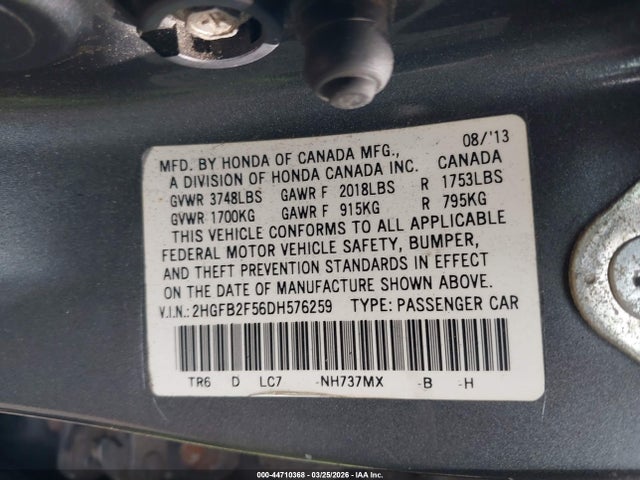 08/'13
MFD. BY HONDA OF CANADA MFG., CANADA
A DIVISION OF HONDA CANADA INC.
GVWR 3748LBS GAWR F 2018LBS R 1753LBS
GVWR 1700KG GAWR F 915KG R 795KG
THIS VEHICLE CONFORMS TO ALL APPLICABLE
FEDERAL MOTOR VEHICLE SAFETY, BUMPER,
AND THEFT PREVENTION STANDARDS IN EFFECT
ON THE DATE OF MANUFACTURE SHOWN ABOVE.
V.I.N.: 2HGFB2F56DH576259 TYPE: PASSENGER CAR
TR6 D LC7 -NH737MX -B -H
000-44710368 | 03/25/2026 | IAA Inc.